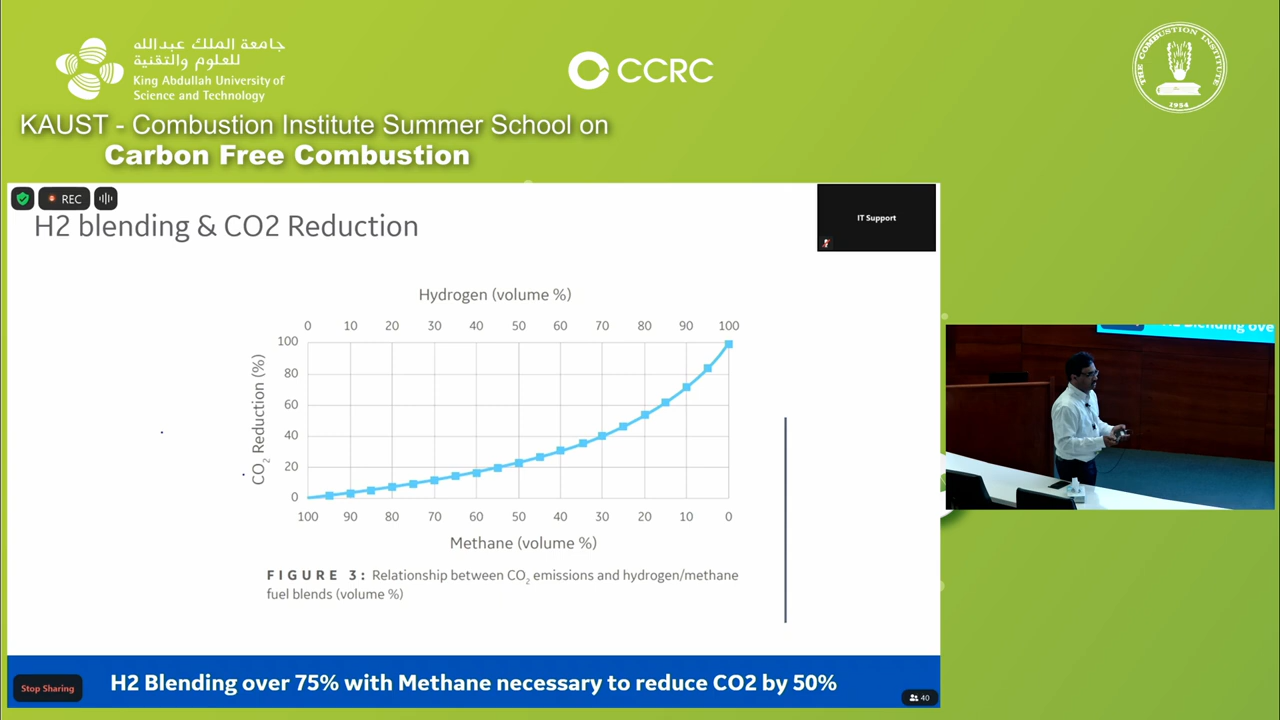 جامعة الملك عبدالله
للعلوم والتقنية
King Abdullah University of
Science and Technology
CCRC
THE COMBUSTION INSTITUTE
1954
KAUST - Combustion Institute Summer School on
Carbon Free Combustion
REC
IT Support
H2 blending & CO2 Reduction
Hydrogen (volume %)
0 10 20 30 40 50 60 70 80 90 100
CO2 Reduction (%)
100
80
60
40
20
0
100 90 80 70 60 50 40 30 20 10 0
Methane (volume %)
FIGURE 3: Relationship between CO2 emissions and hydrogen/methane
fuel blends (volume %)
H2 Blending over 75% with Methane necessary to reduce CO2 by 50%
Stop Sharing
40
H2 Blending ove